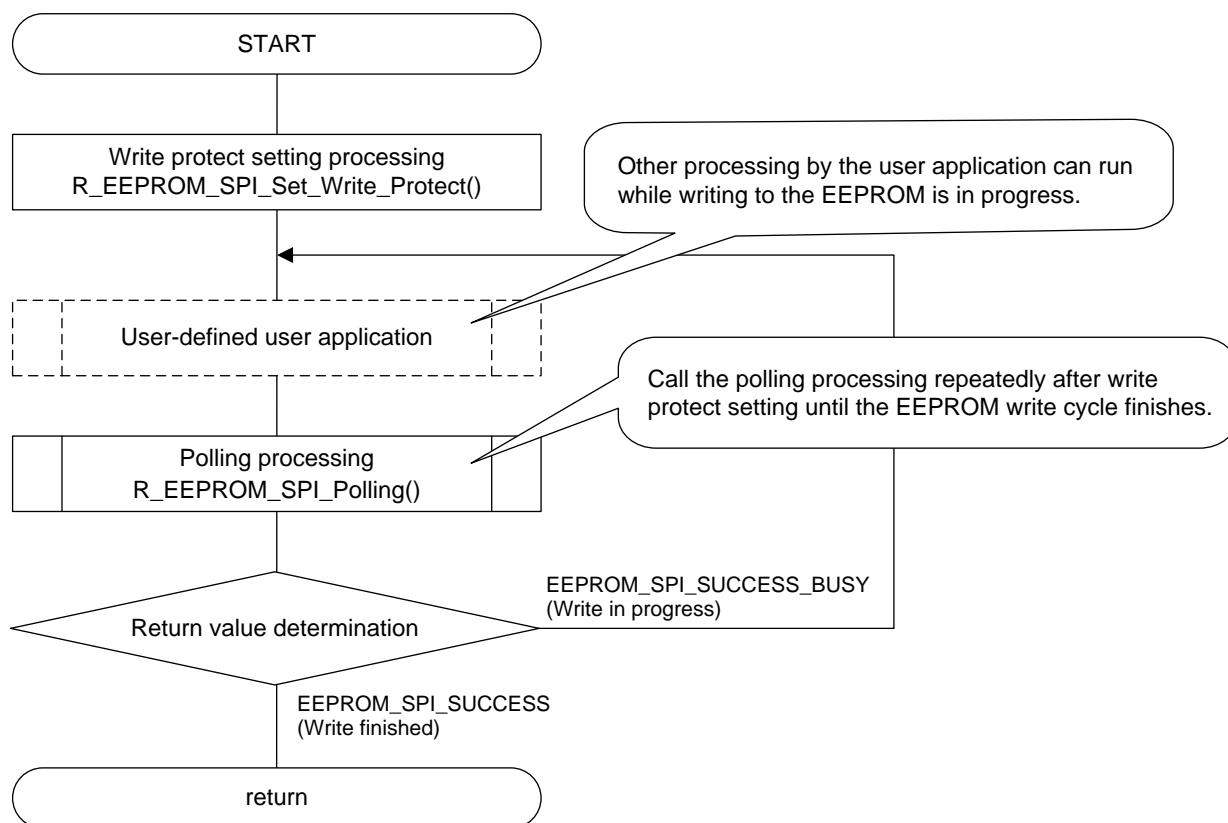 START
Write protect setting processing
R_EEPROM_SPI_Set_Write_Protect()
Other processing by the user application can run
while writing to the EEPROM is in progress.
User-defined user application
Call the polling processing repeatedly after write
protect setting until the EEPROM write cycle finishes.
Polling processing
R_EEPROM_SPI_Polling()
EEPROM_SPI_SUCCESS_BUSY
(Write in progress)
Return value determination
EEPROM_SPI_SUCCESS
(Write finished)
return